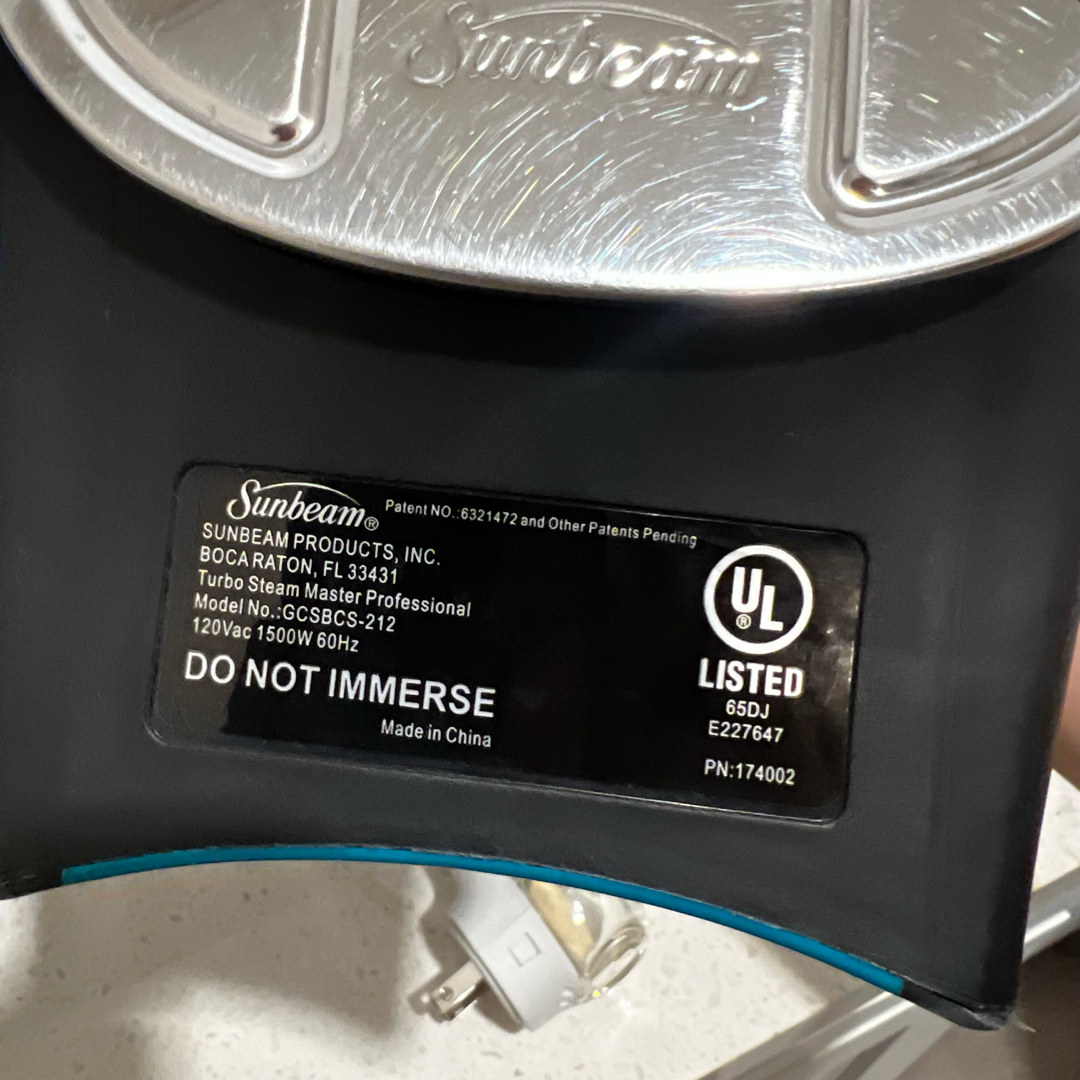 Sunbeam
Sunbeam® Patent NO.:6321472 and Other Patents Pending
SUNBEAM PRODUCTS, INC.
BOCA RATON, FL 33431
Turbo Steam Master Professional
Model No.:GCSBCS-212
120Vac 1500W 60Hz
DO NOT IMMERSE
Made in China
UL®
LISTED
65DJ
E227647
PN:174002